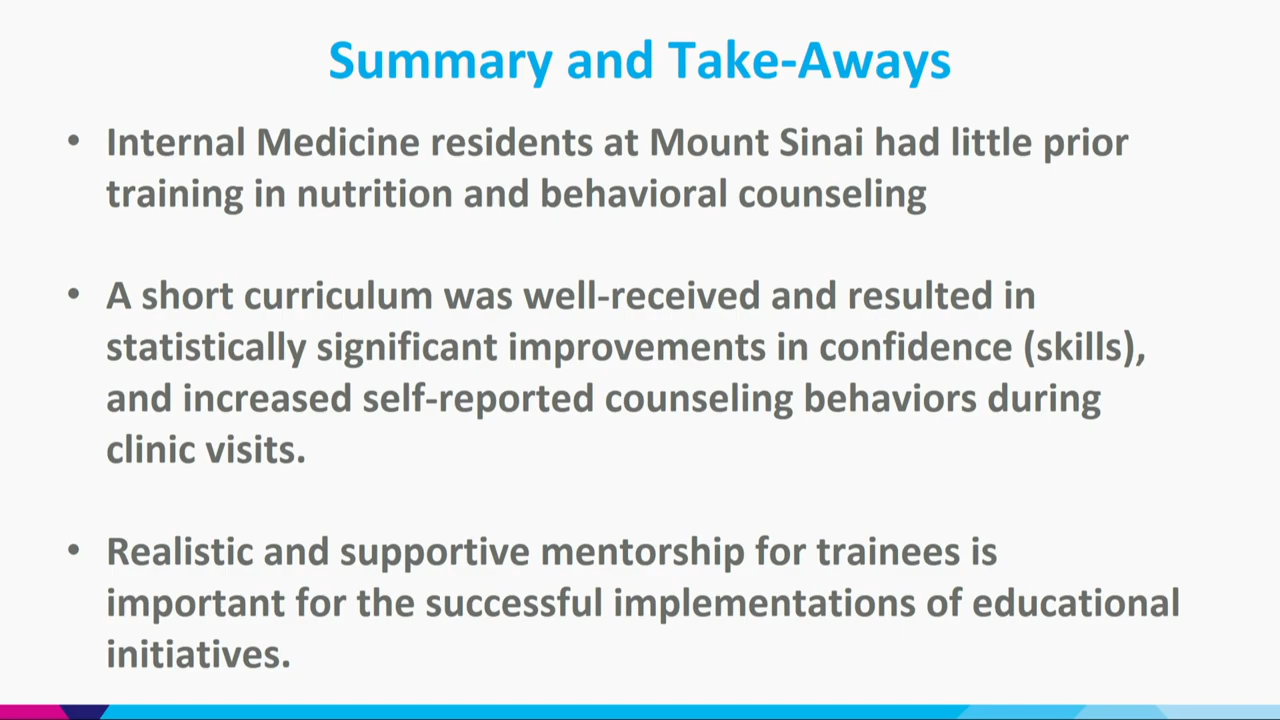 Summary and Take-Aways
• Internal Medicine residents at Mount Sinai had little prior
training in nutrition and behavioral counseling
• A short curriculum was well-received and resulted in
statistically significant improvements in confidence (skills),
and increased self-reported counseling behaviors during
clinic visits.
• Realistic and supportive mentorship for trainees is
important for the successful implementations of educational
initiatives.